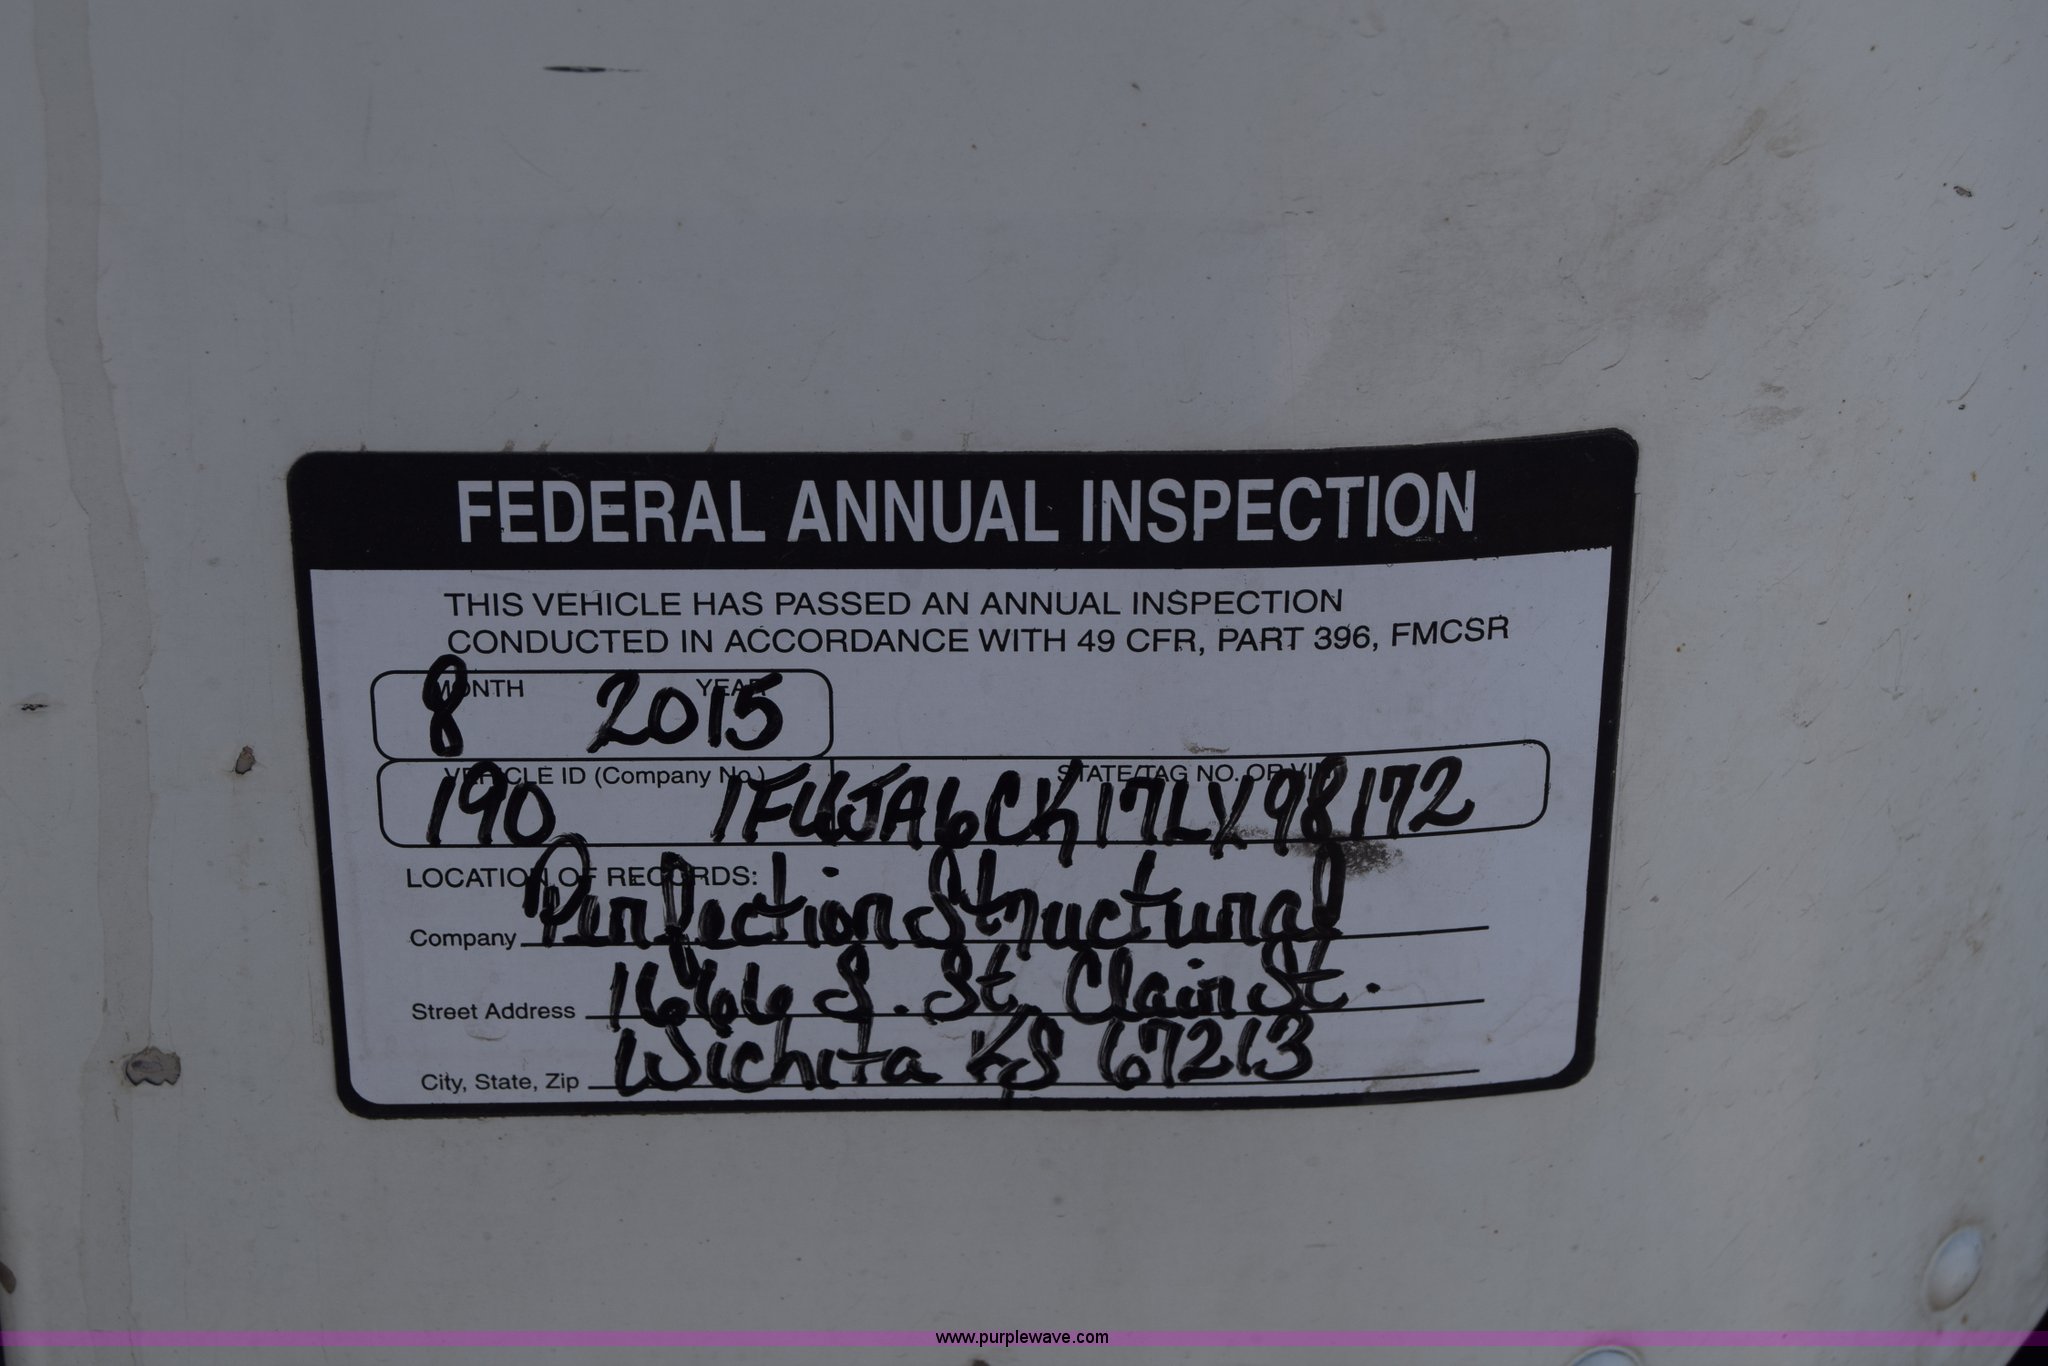 FEDERAL ANNUAL INSPECTION
THIS VEHICLE HAS PASSED AN ANNUAL INSPECTION
CONDUCTED IN ACCORDANCE WITH 49 CFR, PART 396, FMCSR
MONTH YEAR
8 2015
VEHICLE ID (Company No.) STATE/TAG NO. OR VIN
190 1FUJA6CK17LX98172
LOCATION OF RECORDS:
Company Perfection Structural
Street Address 1666 S. St. Clair St.
City, State, Zip Wichita KS 67213
www.purplewave.com